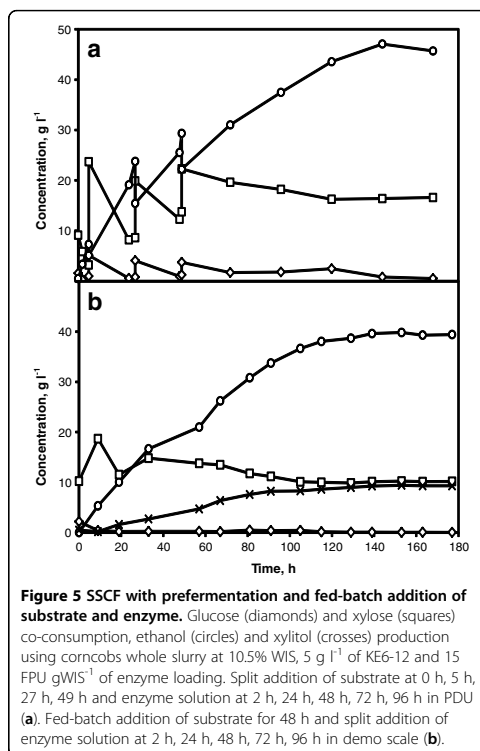 50
a
40
30
20
10
Concentration, g l⁻¹
b
40
30
20
10
0
Concentration, g l⁻¹
0 20 40 60 80 100 120 140 160 180
Time, h
Figure 5 SSCF with prefermentation and fed-batch addition of
substrate and enzyme. Glucose (diamonds) and xylose (squares)
co-consumption, ethanol (circles) and xylitol (crosses) production
using corncobs whole slurry at 10.5% WIS, 5 g l⁻¹ of KE6-12 and 15
FPU gWIS⁻¹ of enzyme loading. Split addition of substrate at 0 h, 5 h,
27 h, 49 h and enzyme solution at 2 h, 24 h, 48 h, 72 h, 96 h in PDU
(a). Fed-batch addition of substrate for 48 h and split addition of
enzyme solution at 2 h, 24 h, 48 h, 72 h, 96 h in demo scale (b).